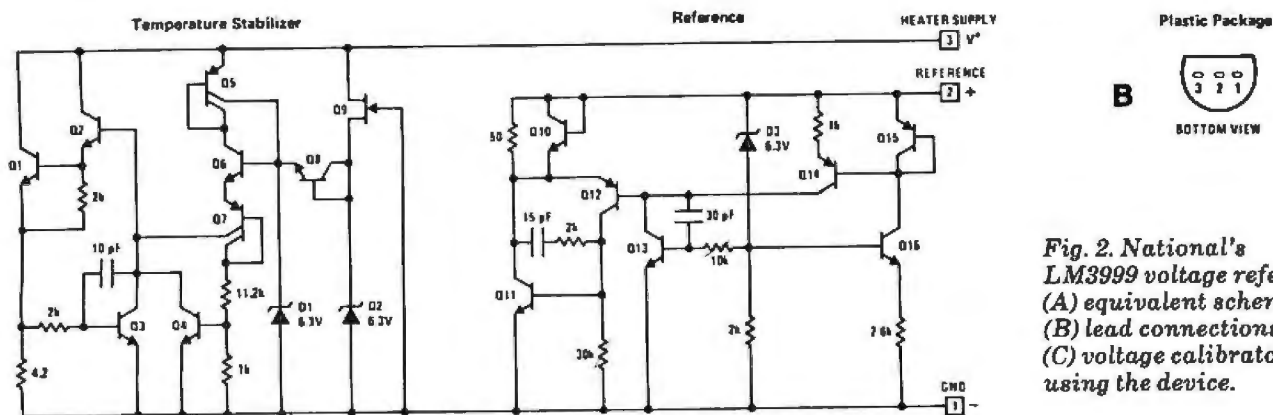 Temperature Stabilizer
Reference
HEATER SUPPLY
3 V+
REFERENCE
2 +
Q5
Q9
Q2
Q1
2k
Q6
Q8
Q7
10 pF
11.2k
2k
Q3
Q4
D1
6.3V
D2
6.3V
4.2
1k
50
Q10
D3
6.3V
1k
Q15
Q14
Q12
15 pF
2k
30 pF
Q13
10k
Q16
Q11
30k
2k
2.6k
GND
1 -
Plastic Package
B
3 2 1
BOTTOM VIEW
Fig. 2. National's
LM3999 voltage refe
(A) equivalent schen
(B) lead connections
(C) voltage calibrato
using the device.